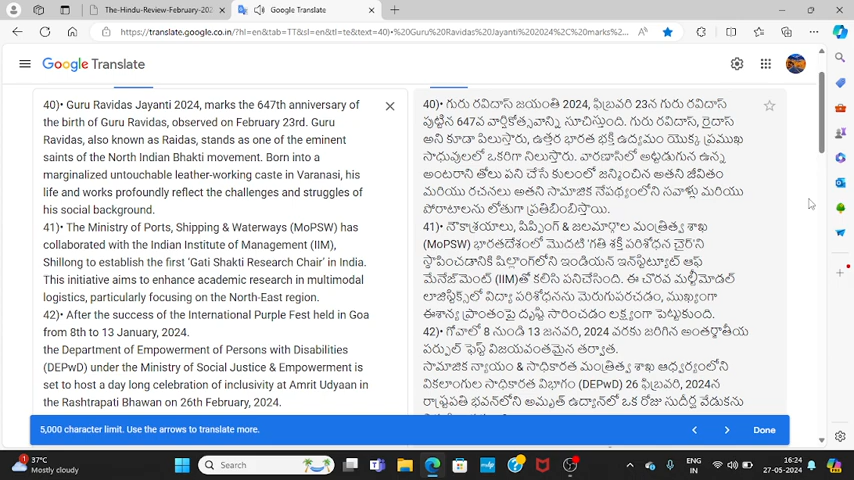 The-Hindu-Review-February-202
Google Translate
https://translate.google.co.in/?hl=en&tab=TT&sl=en&tl=te&text=40)•%20Guru%20Ravidas%20Jayanti%202024%2C%20marks%...
Google Translate
40)• Guru Ravidas Jayanti 2024, marks the 647th anniversary of
the birth of Guru Ravidas, observed on February 23rd. Guru
Ravidas, also known as Raidas, stands as one of the eminent
saints of the North Indian Bhakti movement. Born into a
marginalized untouchable leather-working caste in Varanasi, his
life and works profoundly reflect the challenges and struggles of
his social background.
41)• The Ministry of Ports, Shipping & Waterways (MoPSW) has
collaborated with the Indian Institute of Management (IIM),
Shillong to establish the first 'Gati Shakti Research Chair' in India.
This initiative aims to enhance academic research in multimodal
logistics, particularly focusing on the North-East region.
42)• After the success of the International Purple Fest held in Goa
from 8th to 13 January, 2024.
the Department of Empowerment of Persons with Disabilities
(DEPwD) under the Ministry of Social Justice & Empowerment is
set to host a day long celebration of inclusivity at Amrit Udyaan in
the Rashtrapati Bhawan on 26th February, 2024.
40)• గురు రవిదాస్ జయంతి 2024, ఫిబ్రవరి 23న గురు రవిదాస్
పుట్టిన 647వ వార్షికోత్సవాన్ని సూచిస్తుంది. గురు రవిదాస్, రైదాస్
అని కూడా పిలుస్తారు, ఉత్తర భారత భక్తి ఉద్యమం యొక్క ప్రముఖ
సాధువులలో ఒకరిగా నిలుస్తారు. వారణాసిలో అట్టడుగున ఉన్న
అంటరాని తోలు పని చేసే కులంలో జన్మించిన అతని జీవితం
మరియు రచనలు అతని సామాజిక నేపథ్యంలోని సవాళ్లు మరియు
పోరాటాలను లోతుగా ప్రతిబింబిస్తాయి.
41)• నౌకాశ్రయాలు, షిప్పింగ్ & జలమార్గాల మంత్రిత్వ శాఖ
(MoPSW) భారతదేశంలో మొదటి 'గతి శక్తి పరిశోధన చైర్'ని
స్థాపించడానికి షిల్లాంగ్‌లోని ఇండియన్ ఇన్‌స్టిట్యూట్ ఆఫ్
మేనేజ్‌మెంట్ (IIM)తో కలిసి పనిచేసింది. ఈ చొరవ మల్టీమోడల్
లాజిస్టిక్స్‌లో విద్యా పరిశోధనను మెరుగుపరచడం, ముఖ్యంగా
ఈశాన్య ప్రాంతంపై దృష్టి సారించడం లక్ష్యంగా పెట్టుకుంది.
42)• గోవాలో 8 నుండి 13 జనవరి, 2024 వరకు జరిగిన అంతర్జాతీయ
పర్పుల్ ఫెస్ట్ విజయవంతమైన తర్వాత.
సామాజిక న్యాయం & సాధికారత మంత్రిత్వ శాఖ ఆధ్వర్యంలోని
వికలాంగుల సాధికారత విభాగం (DEPwD) 26 ఫిబ్రవరి, 2024న
రాష్ట్రపతి భవన్‌లోని అమృత్ ఉద్యాన్‌లో ఒక రోజు సుదీర్ఘ వేడుకను
5,000 character limit. Use the arrows to translate more.
Done
37°C
Mostly cloudy
Search
ENG
IN
16:24
27-05-2024